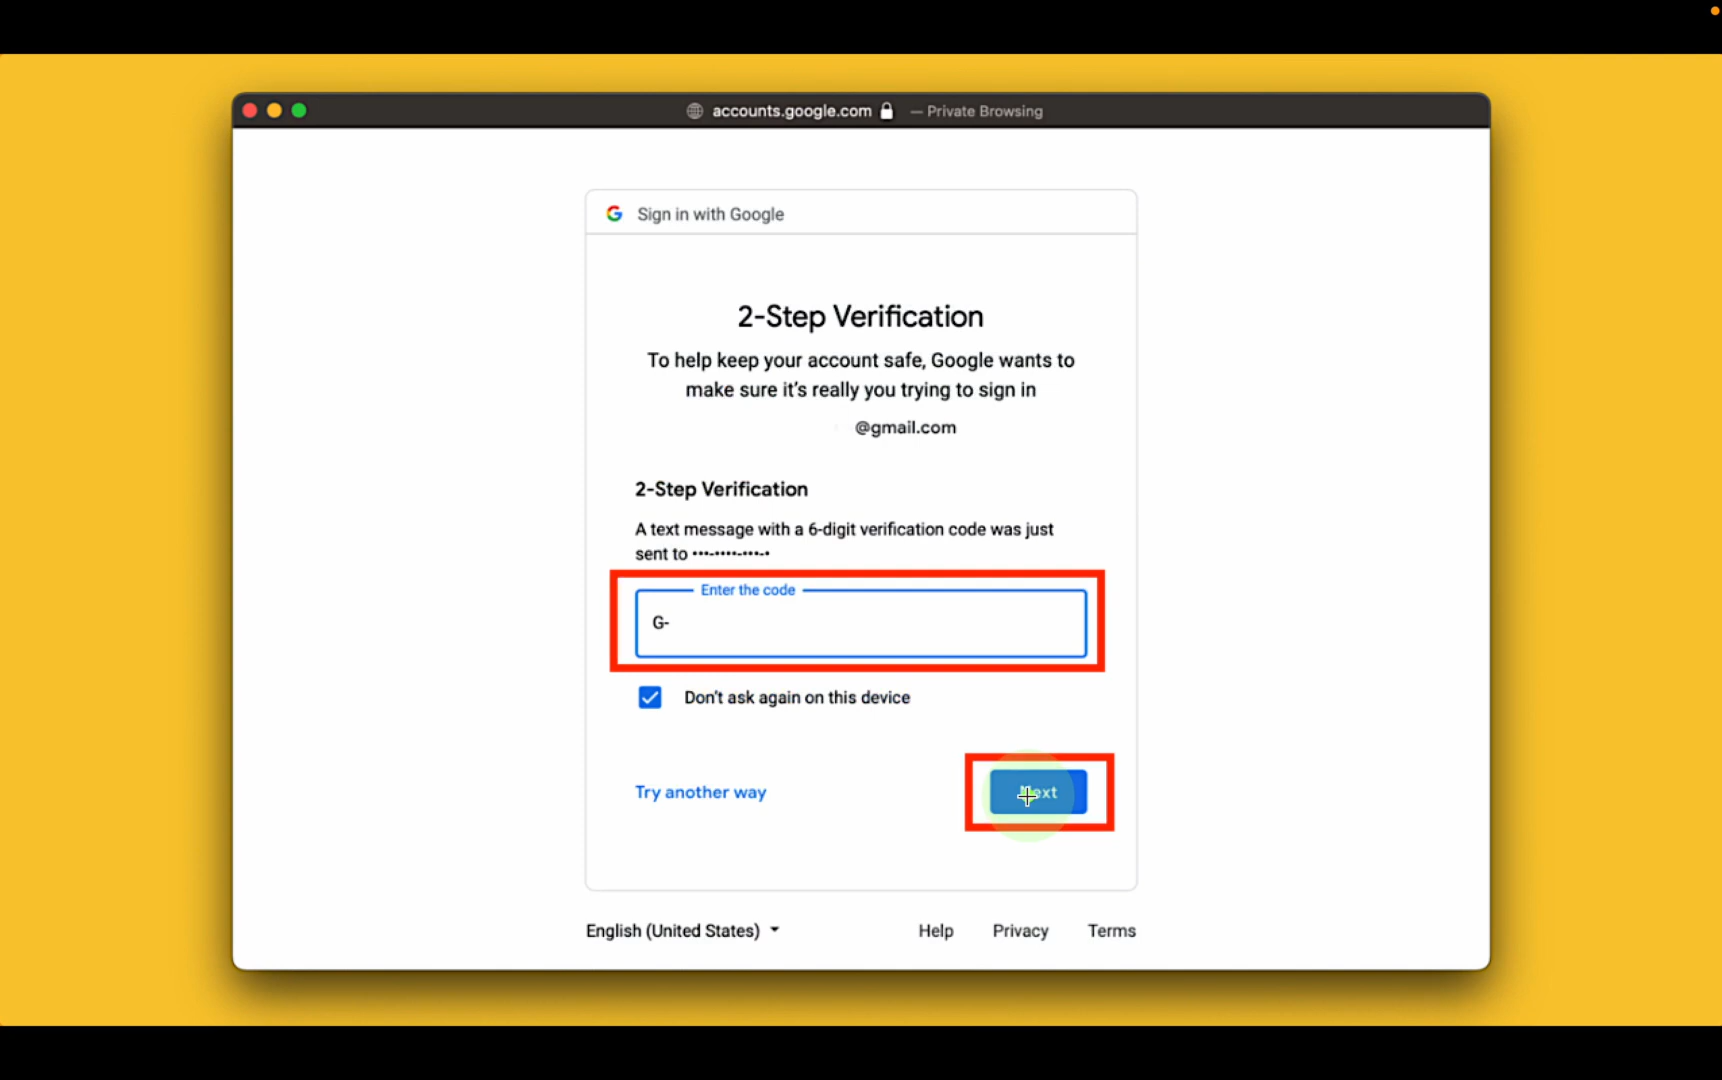 accounts.google.com — Private Browsing
Sign in with Google
2-Step Verification
To help keep your account safe, Google wants to
make sure it's really you trying to sign in
@gmail.com
2-Step Verification
A text message with a 6-digit verification code was just
sent to •••-••••-•••-•
Enter the code
G-
Don't ask again on this device
Try another way
Next
English (United States)
Help
Privacy
Terms